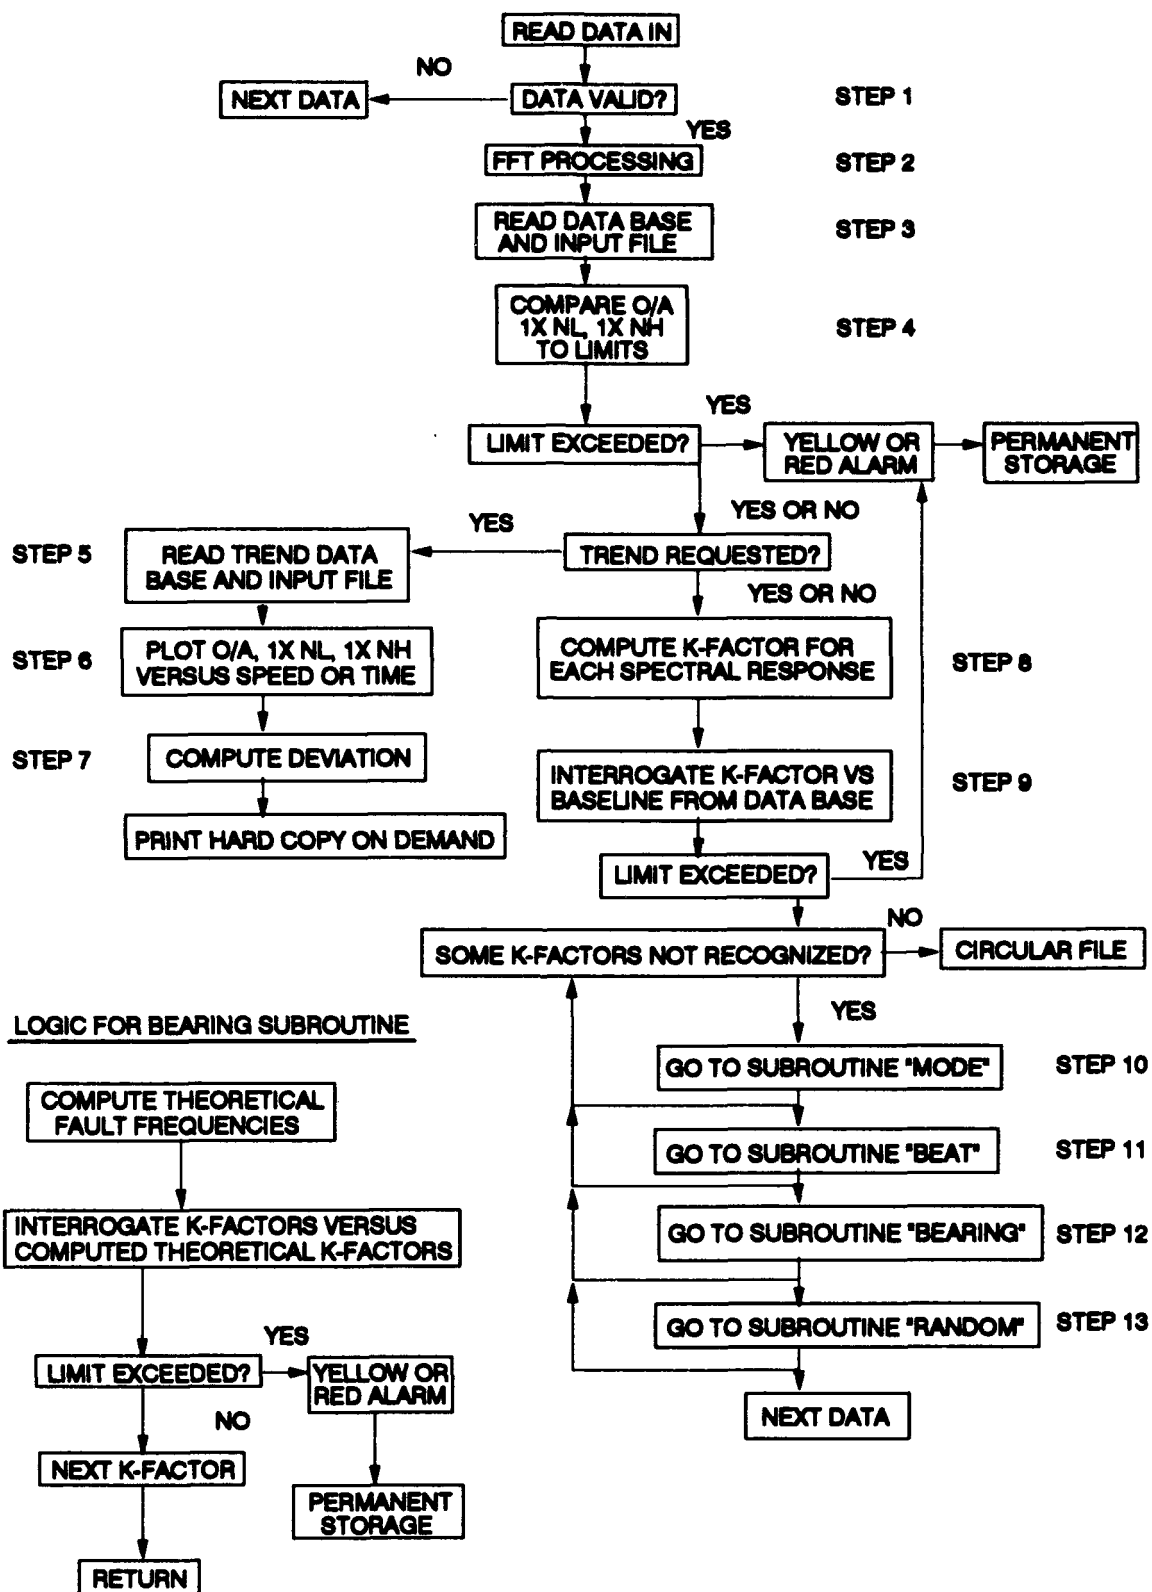 READ DATA IN
NO
NEXT DATA
DATA VALID?
STEP 1
YES
FFT PROCESSING
STEP 2
READ DATA BASE
AND INPUT FILE
STEP 3
COMPARE O/A
1X NL, 1X NH
TO LIMITS
STEP 4
YES
LIMIT EXCEEDED?
YELLOW OR
RED ALARM
PERMANENT
STORAGE
YES OR NO
YES
STEP 5
READ TREND DATA
BASE AND INPUT FILE
TREND REQUESTED?
YES OR NO
STEP 6
PLOT O/A, 1X NL, 1X NH
VERSUS SPEED OR TIME
COMPUTE K-FACTOR FOR
EACH SPECTRAL RESPONSE
STEP 8
STEP 7
COMPUTE DEVIATION
INTERROGATE K-FACTOR VS
BASELINE FROM DATA BASE
STEP 9
PRINT HARD COPY ON DEMAND
LIMIT EXCEEDED?
YES
NO
SOME K-FACTORS NOT RECOGNIZED?
CIRCULAR FILE
YES
GO TO SUBROUTINE "MODE"
STEP 10
GO TO SUBROUTINE "BEAT"
STEP 11
GO TO SUBROUTINE "BEARING"
STEP 12
GO TO SUBROUTINE "RANDOM"
STEP 13
NEXT DATA
LOGIC FOR BEARING SUBROUTINE
COMPUTE THEORETICAL
FAULT FREQUENCIES
INTERROGATE K-FACTORS VERSUS
COMPUTED THEORETICAL K-FACTORS
YES
LIMIT EXCEEDED?
YELLOW OR
RED ALARM
NO
NEXT K-FACTOR
PERMANENT
STORAGE
RETURN